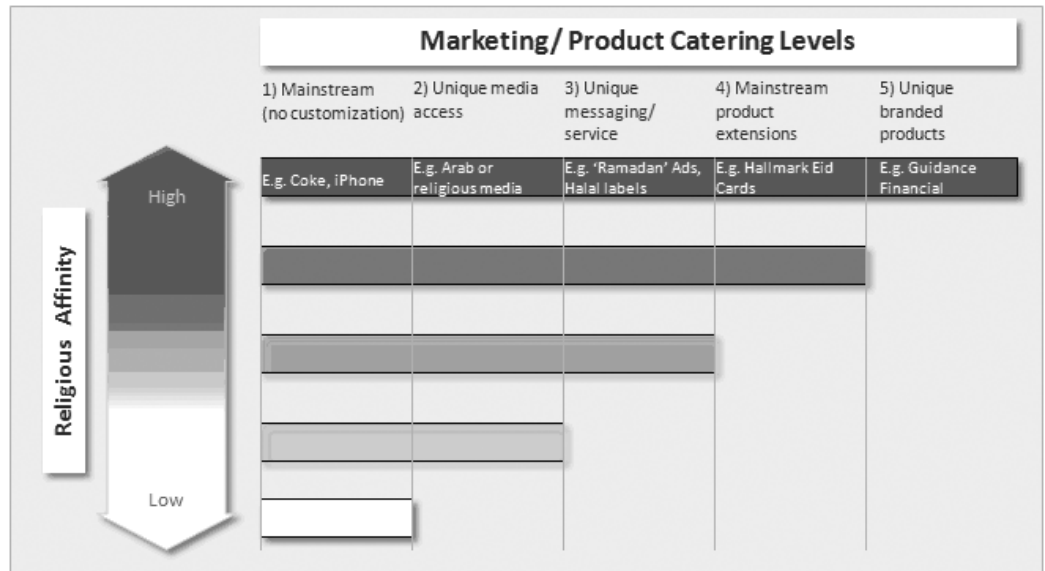 Marketing/ Product Catering Levels
1) Mainstream
(no customization)
2) Unique media
access
3) Unique
messaging/
service
4) Mainstream
product
extensions
5) Unique
branded
products
High
E.g. Coke, iPhone
E.g. Arab or
religious media
E.g. ‘Ramadan’ Ads,
Halal labels
E.g. Hallmark Eid
Cards
E.g. Guidance
Financial
Religious Affinity
Low